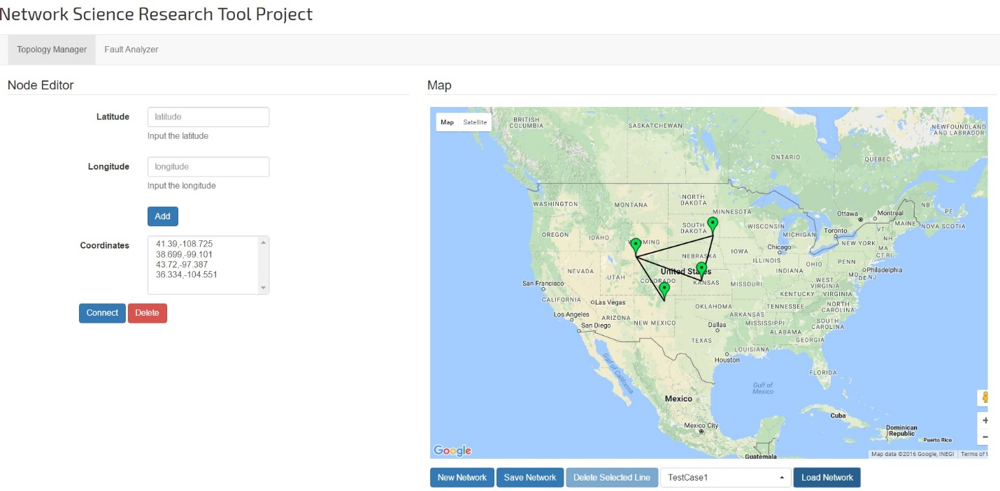 Network Science Research Tool Project
Topology Manager
Fault Analyzer
Node Editor
Latitude
latitude
Input the latitude
Longitude
longitude
Input the longitude
Add
Coordinates
41.39,-108.725
38.699,-99.101
43.72,-97.387
36.334,-104.551
Connect
Delete
Map
Map
Satellite
BRITISH
COLUMBIA
SASKATCHEWAN
NEWFOUNDLAND
AND LABRADOR
ONTARIO
QUEBEC
WASHINGTON
MONTANA
NORTH
DAKOTA
MINNESOTA
Ottawa
Montreal
NB
PE
OREGON
IDAHO
SOUTH
DAKOTA
WISCONSIN
MICHIGAN
Toronto
VT
MAINE
NOVA SCOTIA
NEW YORK
NH
MA
CT RI
IOWA
Chicago
NEBRASKA
ILLINOIS
INDIANA
OHIO
PENN
Philadelphia
MD
DE
NJ
NEVADA
UTAH
COLORADO
United States
KANSAS
MISSOURI
WEST
VIRGINIA
KENTUCKY
VIRGINIA
San Francisco
CALIFORNIA
Las Vegas
OKLAHOMA
TENNESSEE
NORTH
CAROLINA
Los Angeles
ARIZONA
NEW MEXICO
ARKANSAS
MISSISSIPPI
SOUTH
CAROLINA
San Diego
Dallas
ALABAMA
GEORGIA
TEXAS
LOUISIANA
Houston
FLORIDA
Gulf of California
Gulf of
Mexico
Mexico
Cuba
Mexico City
Dominican
Republic
Puerto Rico
Guatemala
Google
Map data ©2016 Google, INEGI
Terms of
New Network
Save Network
Delete Selected Line
TestCase1
Load Network